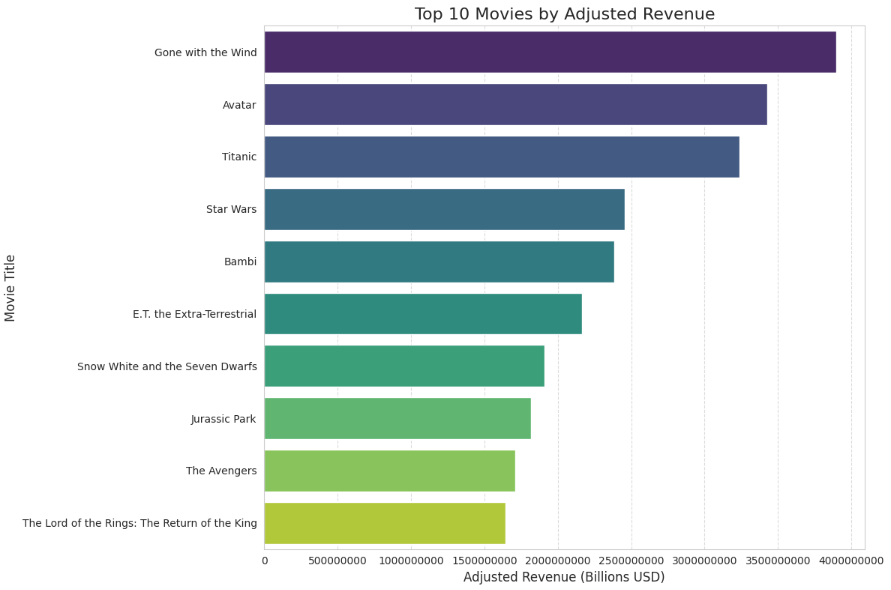 Top 10 Movies by Adjusted Revenue
Movie Title
Gone with the Wind
Avatar
Titanic
Star Wars
Bambi
E.T. the Extra-Terrestrial
Snow White and the Seven Dwarfs
Jurassic Park
The Avengers
The Lord of the Rings: The Return of the King
0 500000000 1000000000 1500000000 2000000000 2500000000 3000000000 3500000000 4000000000
Adjusted Revenue (Billions USD)